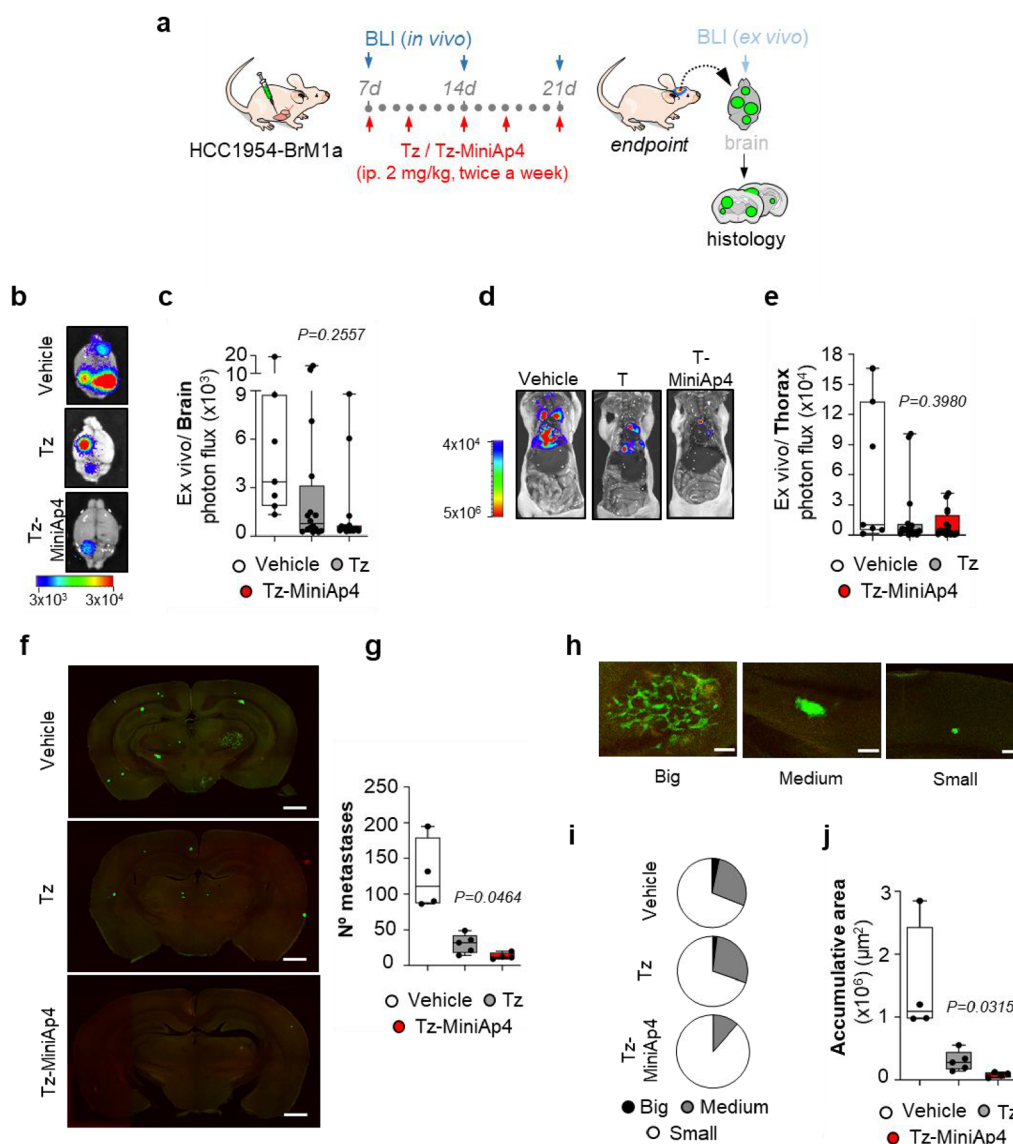 a
BLI (in vivo)
BLI (ex vivo)
7d
14d
21d
HCC1954-BrM1a
Tz / Tz-MiniAp4
(ip. 2 mg/kg, twice a week)
endpoint
brain
histology
b
Vehicle
Tz
Tz-
MiniAp4
3x10³
3x10⁴
c
P=0.2557
Ex vivo/ Brain
photon flux (x10³)
20
10
9
6
3
0
Vehicle
Tz
Tz-MiniAp4
d
Vehicle
T
T-
MiniAp4
4x10⁴
5x10⁶
e
P=0.3980
Ex vivo/ Thorax
photon flux (x10⁴)
18
15
12
9
6
3
0
Vehicle
Tz
Tz-MiniAp4
f
Vehicle
Tz
Tz-MiniAp4
g
Nº metastases
250
200
150
100
50
0
P=0.0464
Vehicle
Tz
Tz-MiniAp4
h
Big
Medium
Small
i
Vehicle
Tz
Tz-
MiniAp4
Big
Medium
Small
j
Accumulative area
(x10⁶) (µm²)
3
2
1
0
P=0.0315
Vehicle
Tz
Tz-MiniAp4